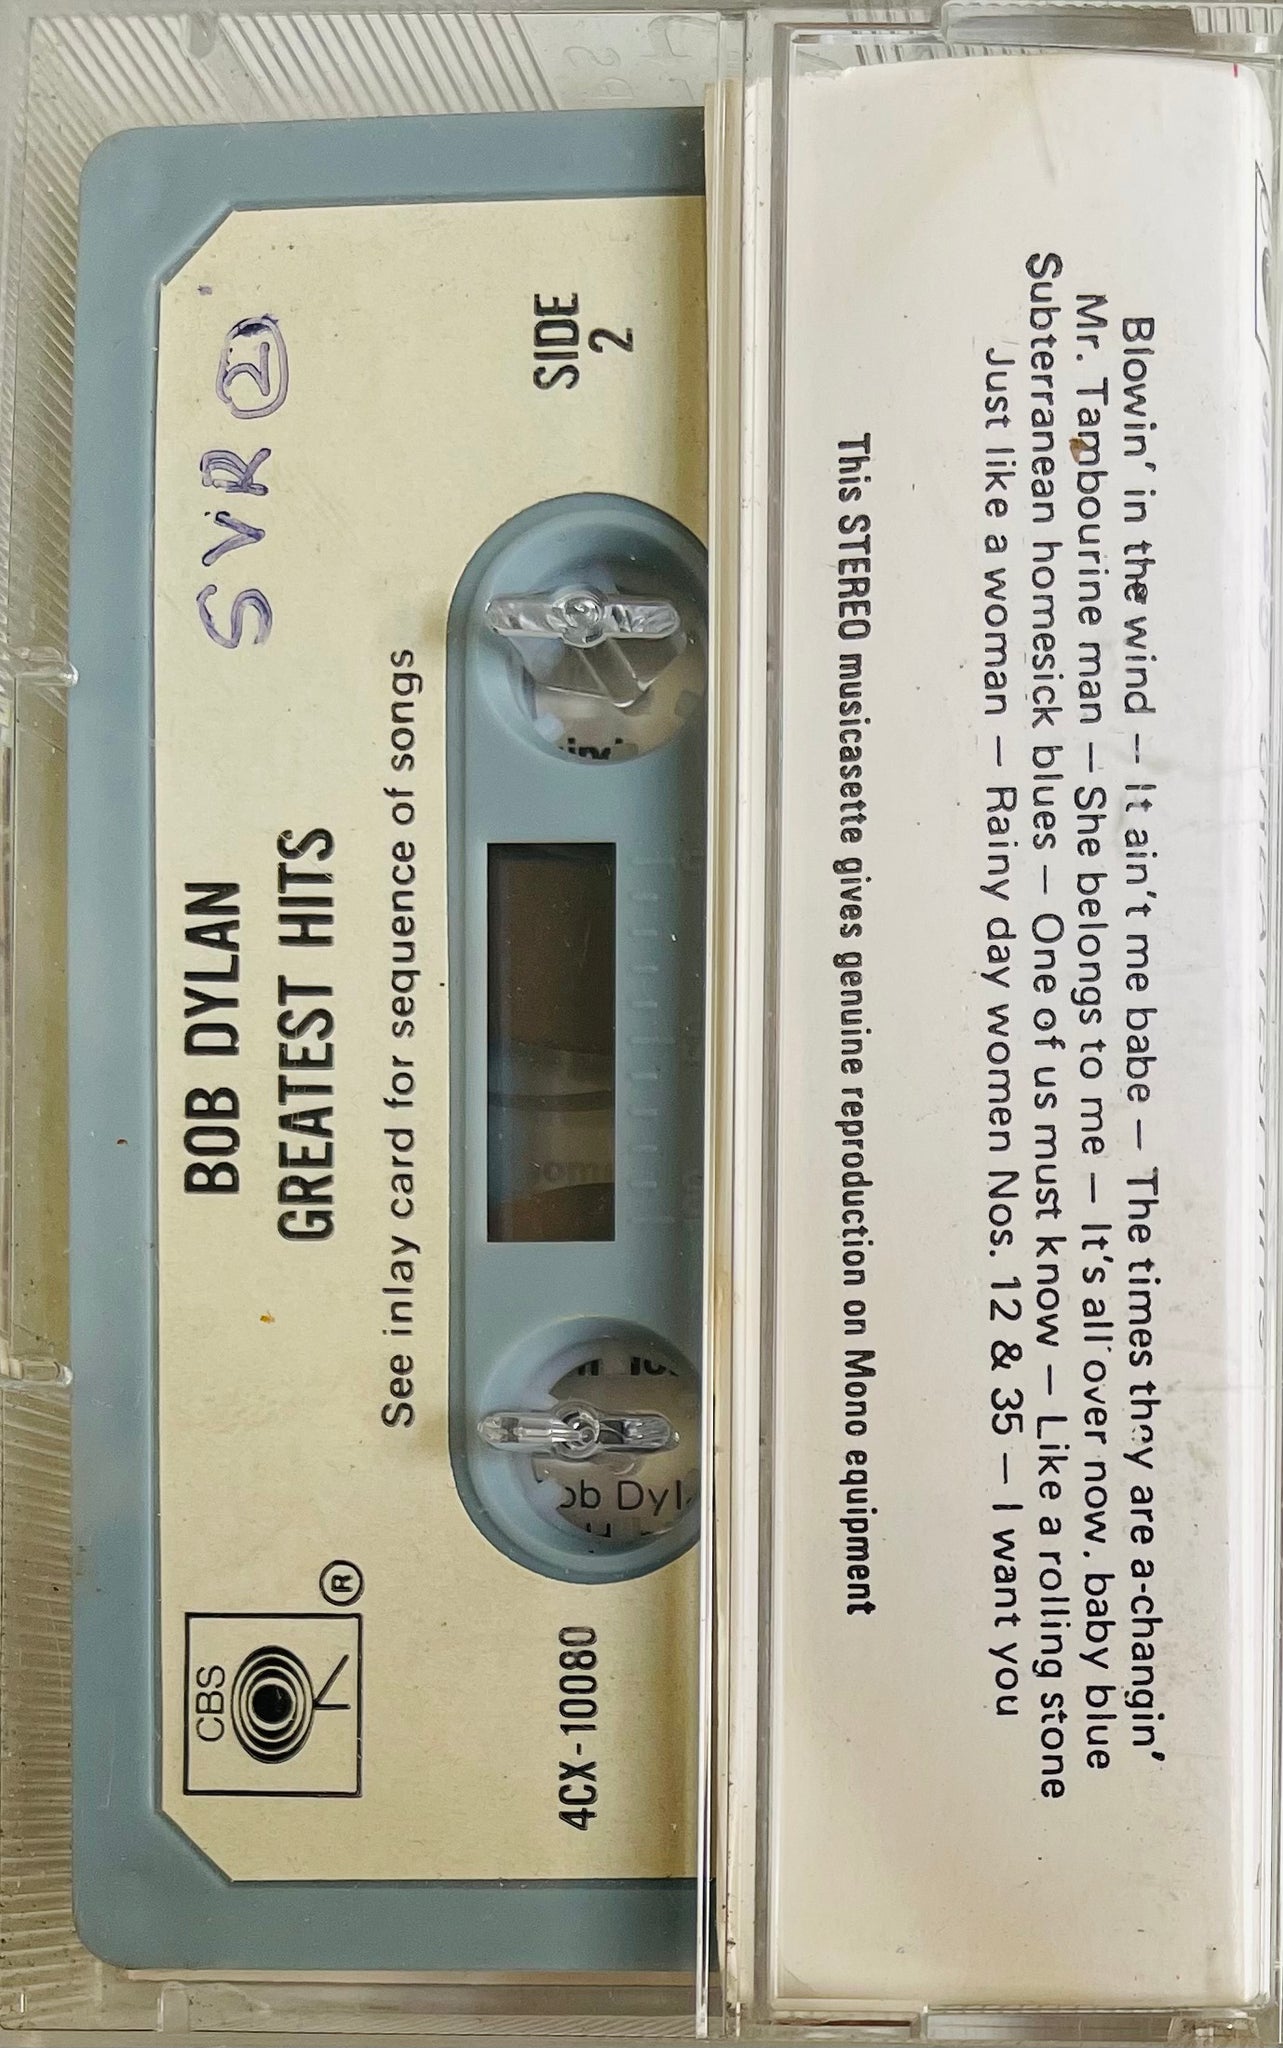 SVR 2
BOB DYLAN
GREATEST HITS
See inlay card for sequence of songs
CBS
®
SIDE
2
4CX-10080
ob Dyl
Blowin' in the wind -- It ain't me babe — The times they are a-changin'
Mr. Tambourine man — She belongs to me — It's all over now, baby blue
Subterranean homesick blues — One of us must know — Like a rolling stone
Just like a woman — Rainy day women Nos. 12 & 35 — I want you
This STEREO musicasette gives genuine reproduction on Mono equipment